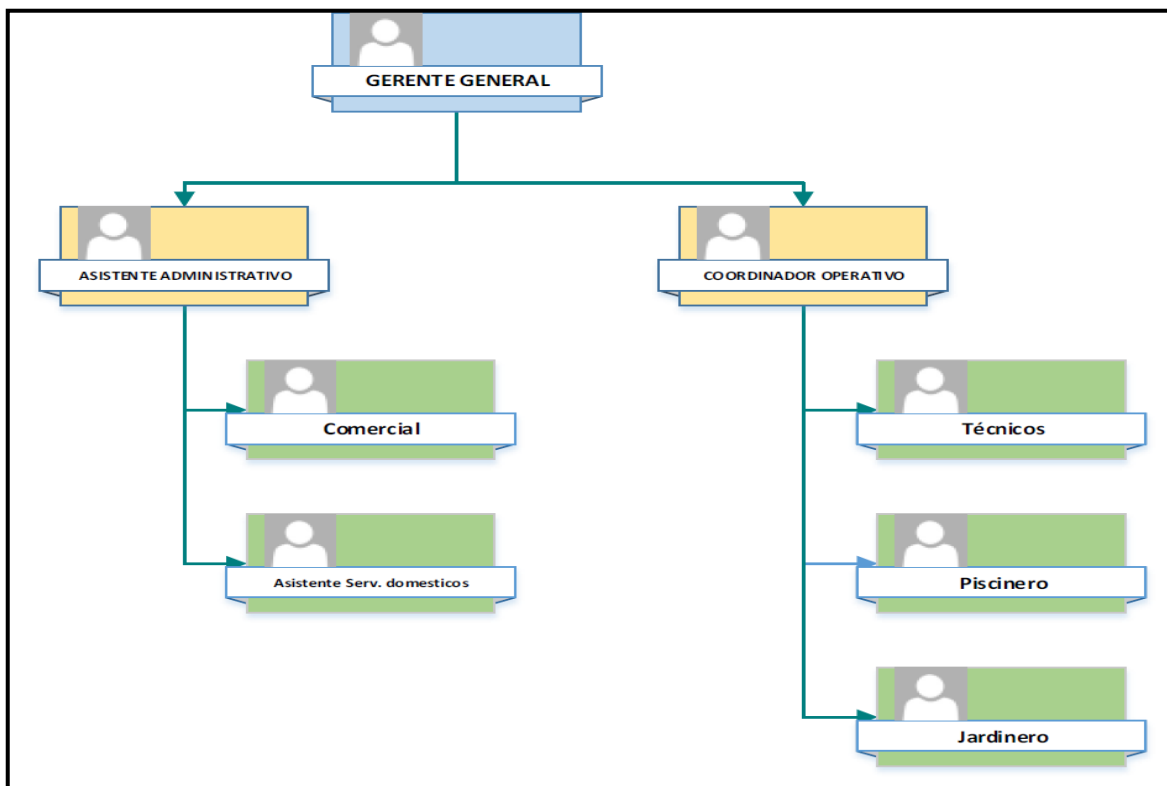 GERENTE GENERAL
ASISTENTE ADMINISTRATIVO
COORDINADOR OPERATIVO
Comercial
Técnicos
Asistente Serv. domesticos
Piscinero
Jardinero